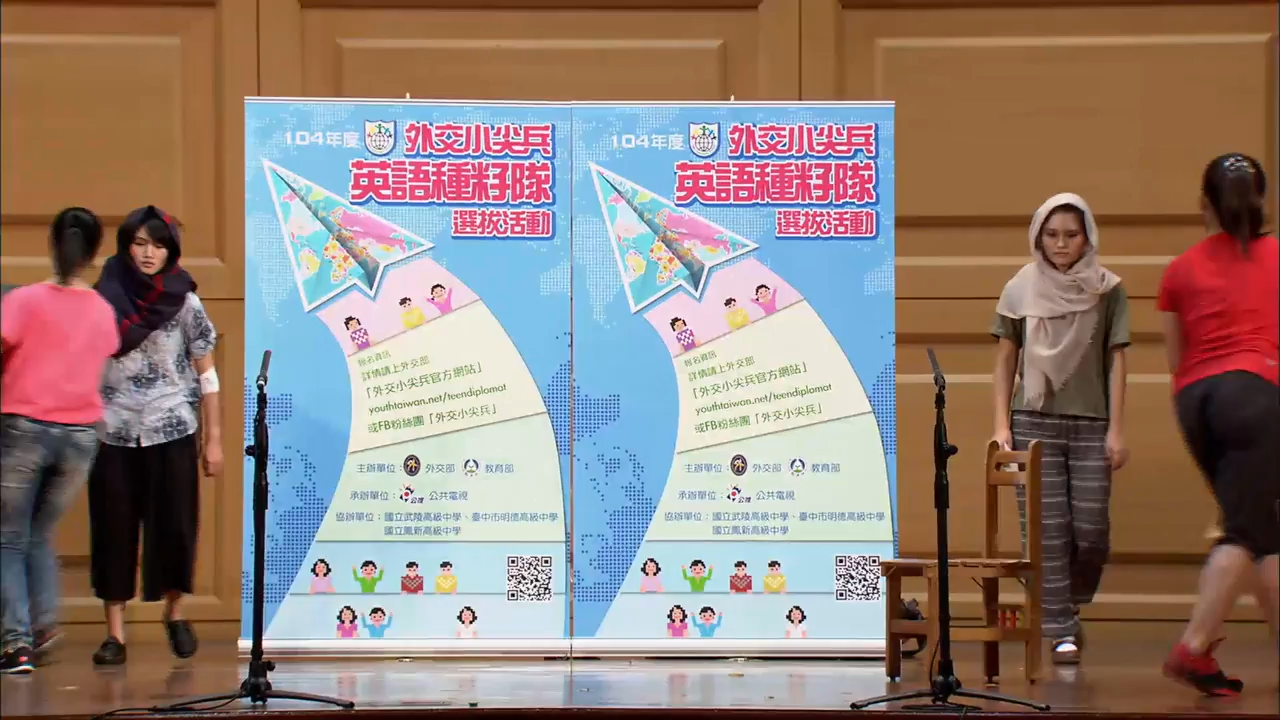 104年度 外交小尖兵
英語種籽隊
選拔活動
報名資訊
詳情請上外交部
「外交小尖兵官方網站」
youthtaiwan.net/teendiplomat
或FB粉絲團「外交小尖兵」
主辦單位： 外交部 教育部
承辦單位： 公視 公共電視
協辦單位：國立武陵高級中學、臺中市明德高級中學
國立鳳新高級中學
104年度 外交小尖兵
英語種籽隊
選拔活動
報名資訊
詳情請上外交部
「外交小尖兵官方網站」
youthtaiwan.net/teendiplomat
或FB粉絲團「外交小尖兵」
主辦單位： 外交部 教育部
承辦單位： 公視 公共電視
協辦單位：國立武陵高級中學、臺中市明德高級中學
國立鳳新高級中學